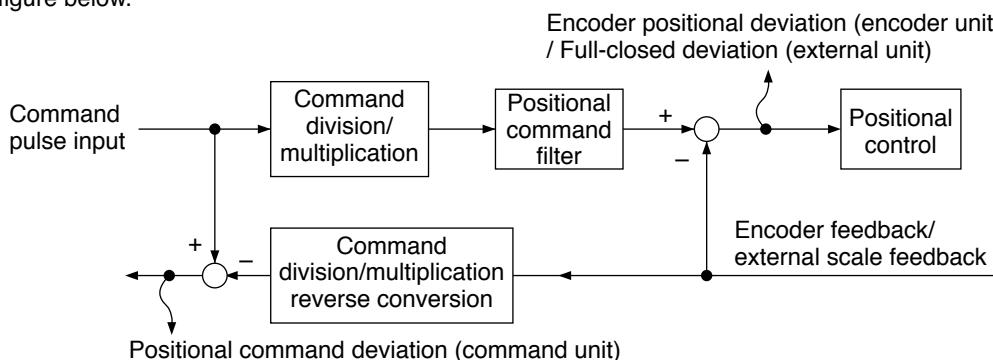 figure below.
Encoder positional deviation (encoder unit
/ Full-closed deviation (external unit)
Command
pulse input
Command
division/
multiplication
Positional
command
filter
+
–
Positional
control
Encoder feedback/
external scale feedback
+
–
Command
division/multiplication
reverse conversion
Positional command deviation (command unit)